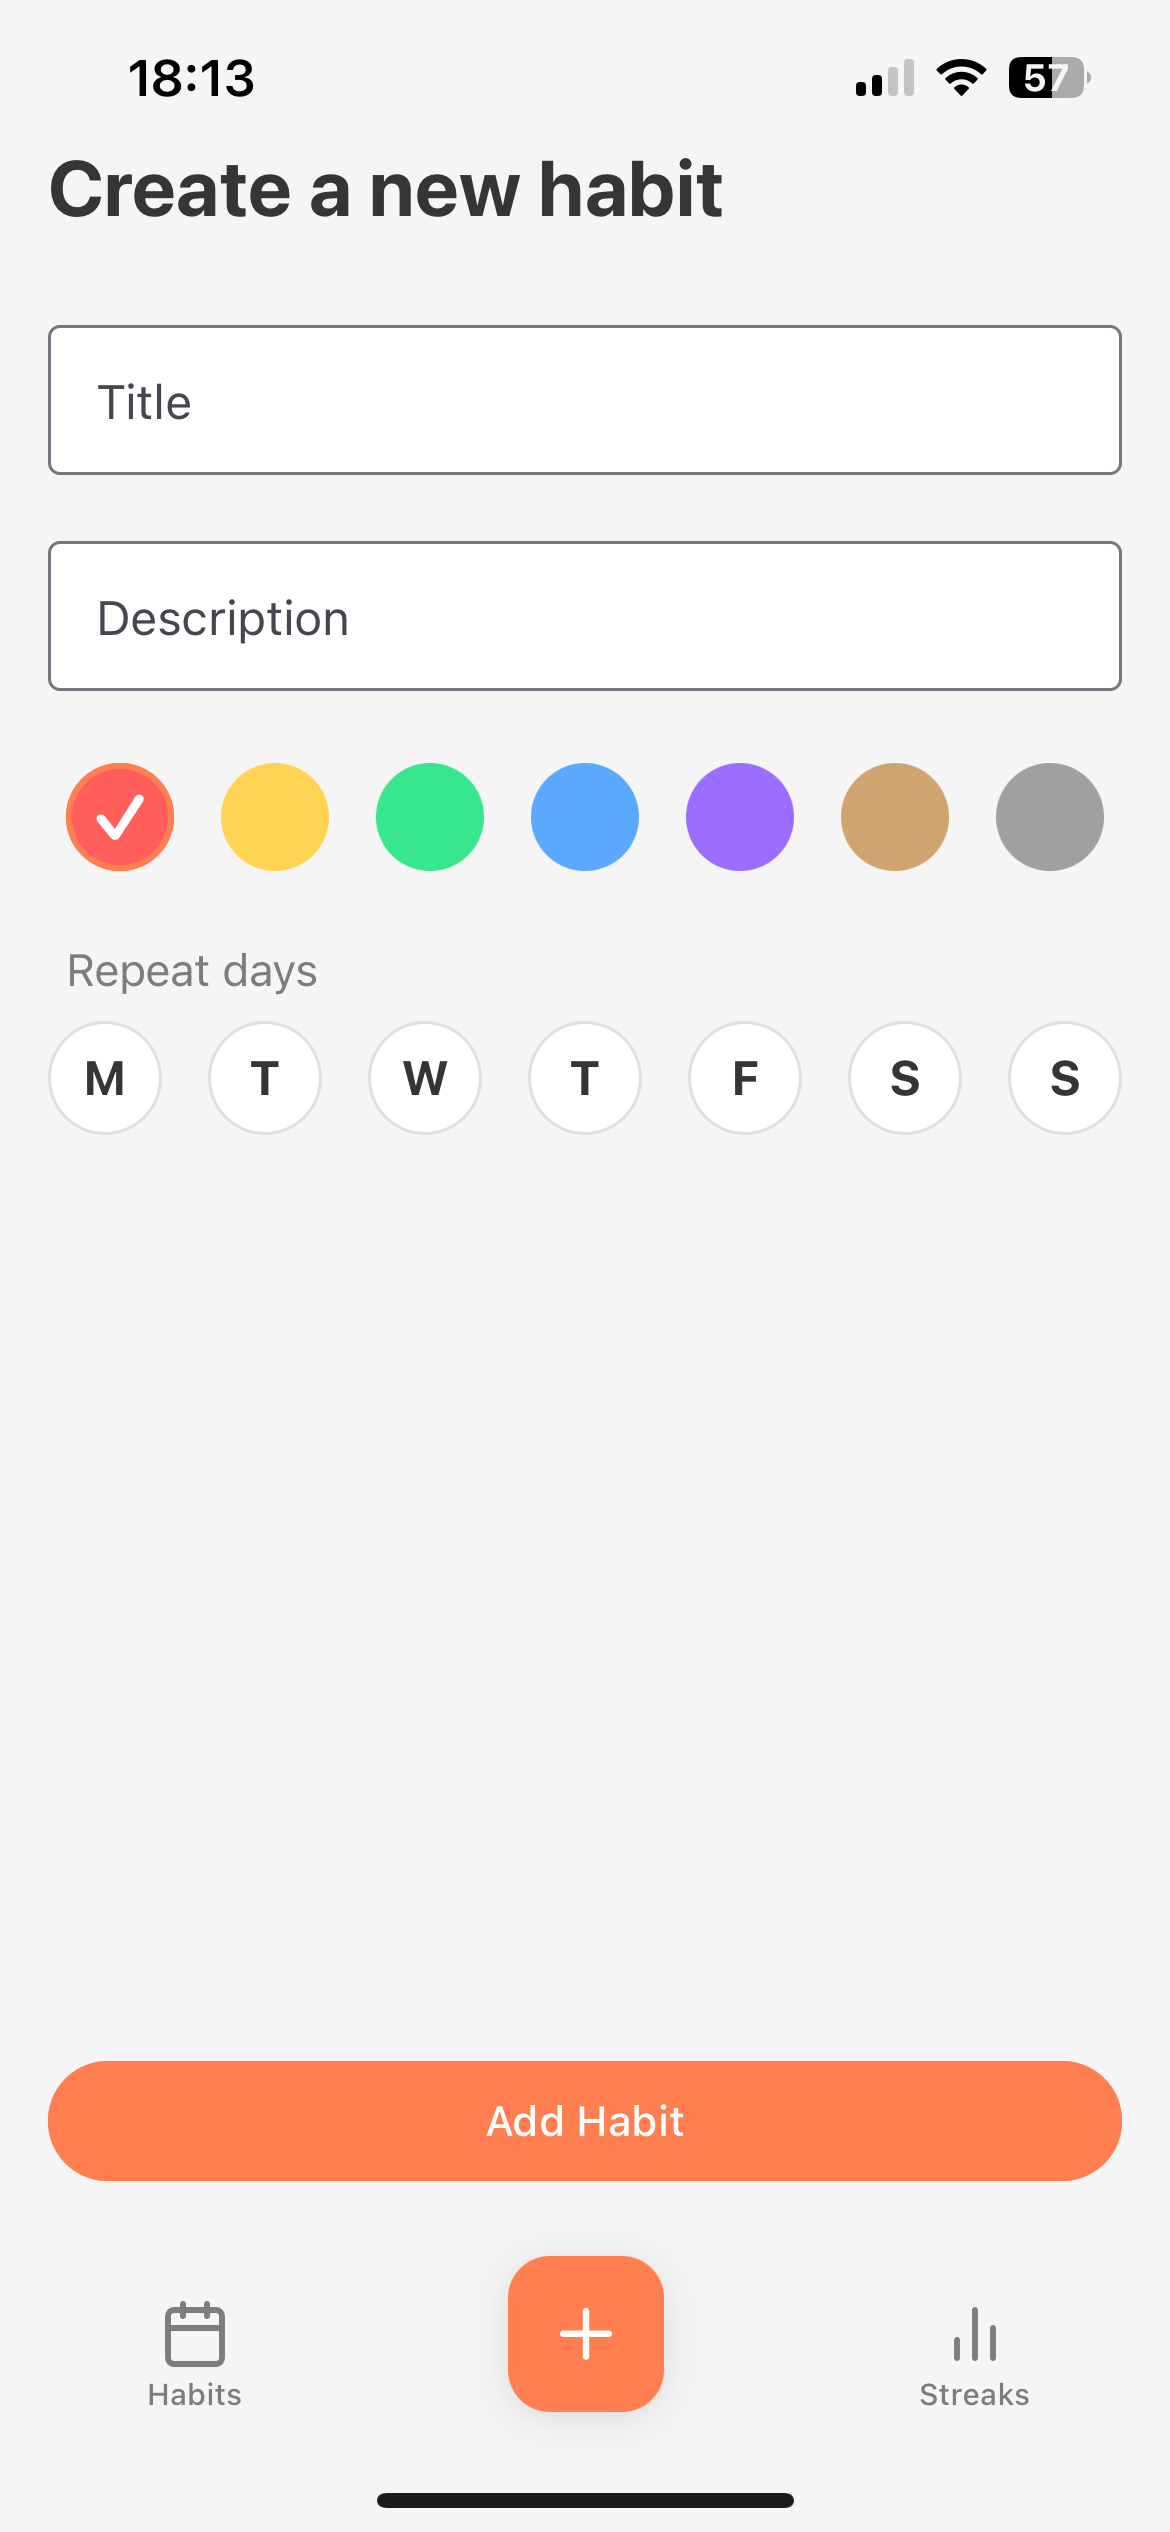 18:13
57
Create a new habit
Title
Description
Repeat days
M T W T F S S
Add Habit
Habits
Streaks